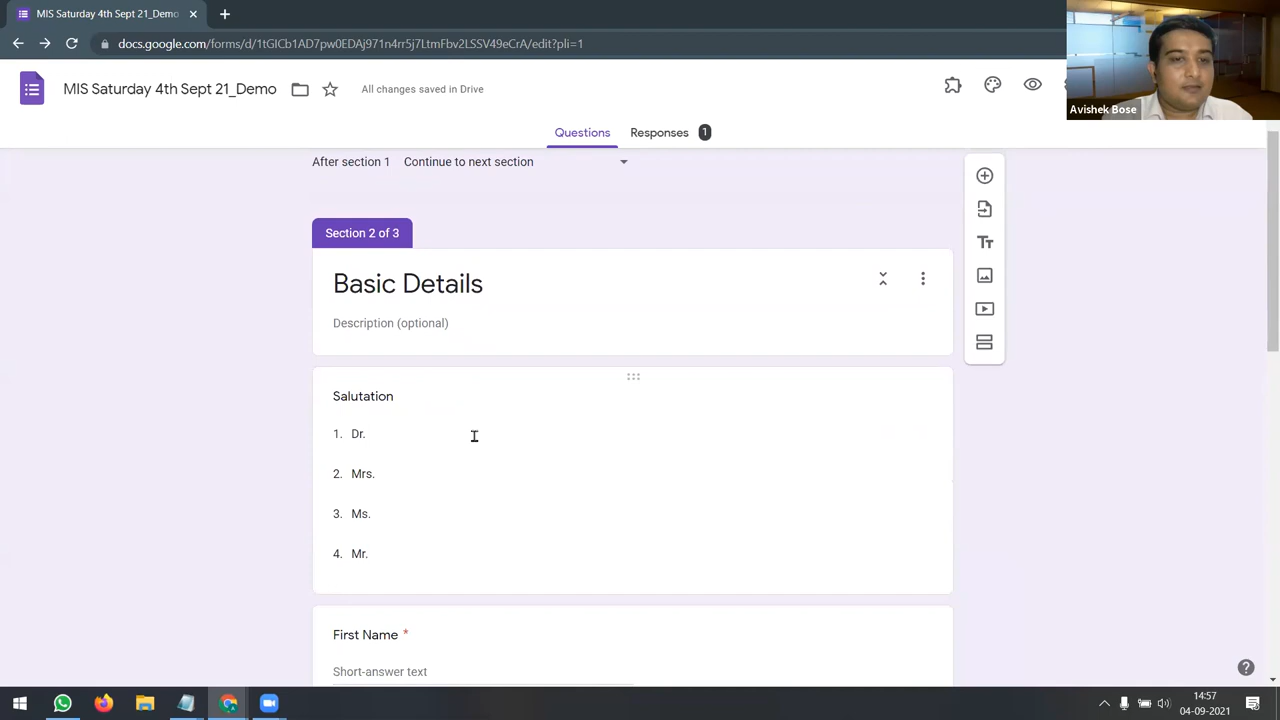 MIS Saturday 4th Sept 21_Demo
docs.google.com/forms/d/1tGICb1AD7pw0EDAj971n4rr5j7LtmFbv2LSSV49eCrA/edit?pli=1
MIS Saturday 4th Sept 21_Demo
All changes saved in Drive
Avishek Bose
Questions
Responses
1
After section 1
Continue to next section
Section 2 of 3
Basic Details
Description (optional)
Salutation
1. Dr.
2. Mrs.
3. Ms.
4. Mr.
First Name *
Short-answer text
14:57
04-09-2021